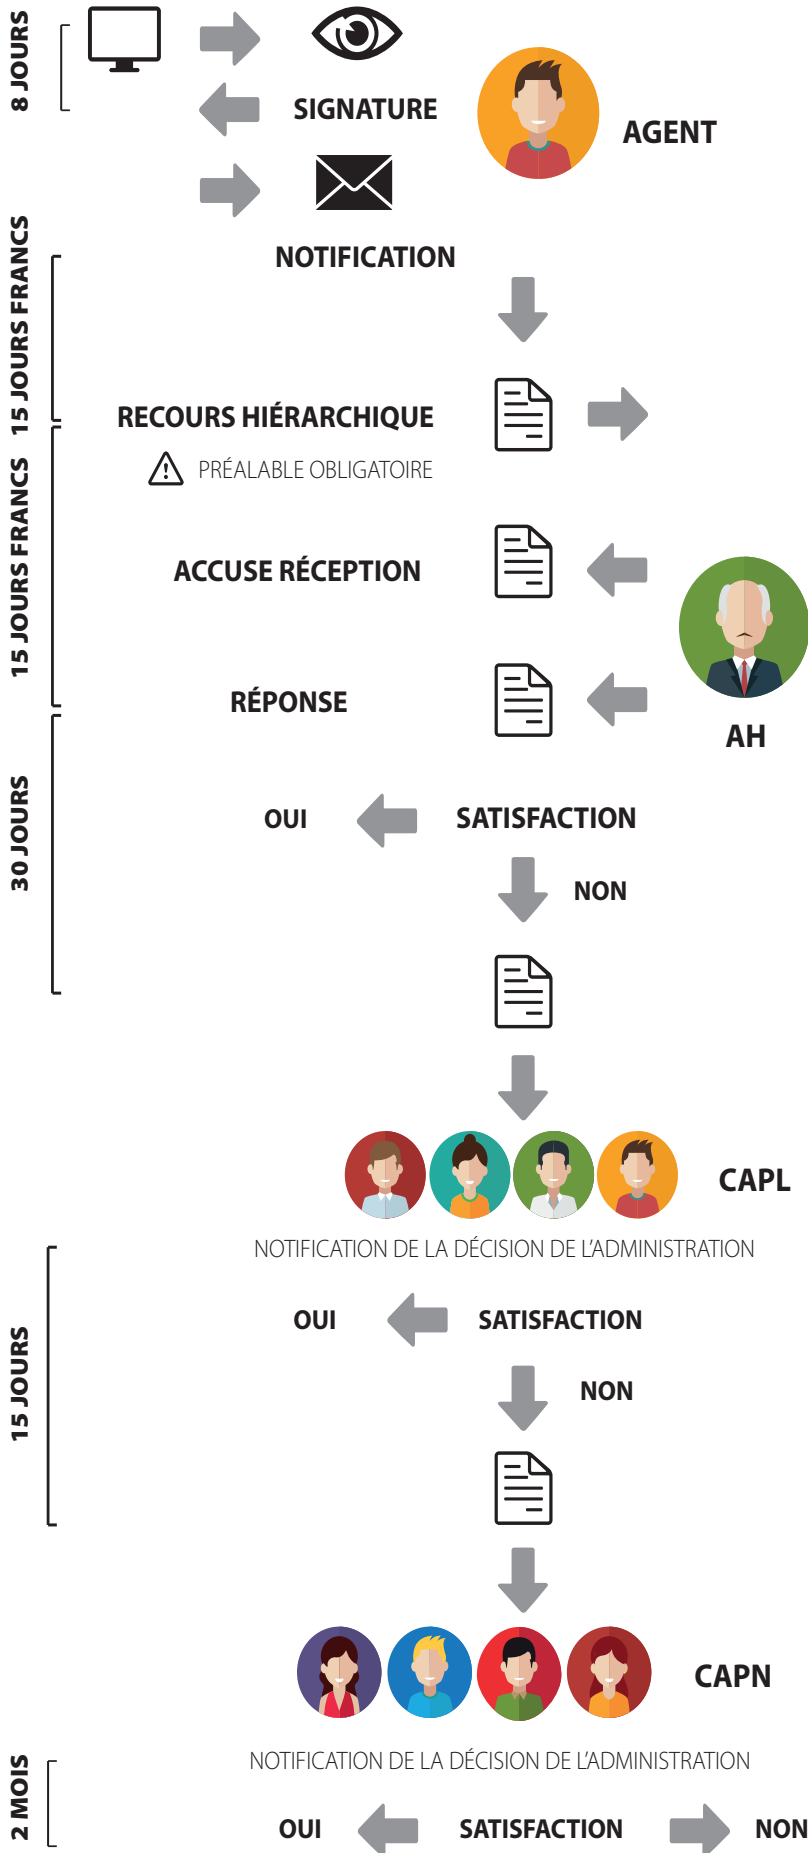 8 JOURS
SIGNATURE
AGENT
NOTIFICATION
15 JOURS FRANCS
RECOURS HIÉRARCHIQUE
PRÉALABLE OBLIGATOIRE
15 JOURS FRANCS
ACCUSE RÉCEPTION
RÉPONSE
AH
30 JOURS
OUI
SATISFACTION
NON
CAPL
NOTIFICATION DE LA DÉCISION DE L'ADMINISTRATION
15 JOURS
OUI
SATISFACTION
NON
CAPN
NOTIFICATION DE LA DÉCISION DE L'ADMINISTRATION
2 MOIS
OUI
SATISFACTION
NON